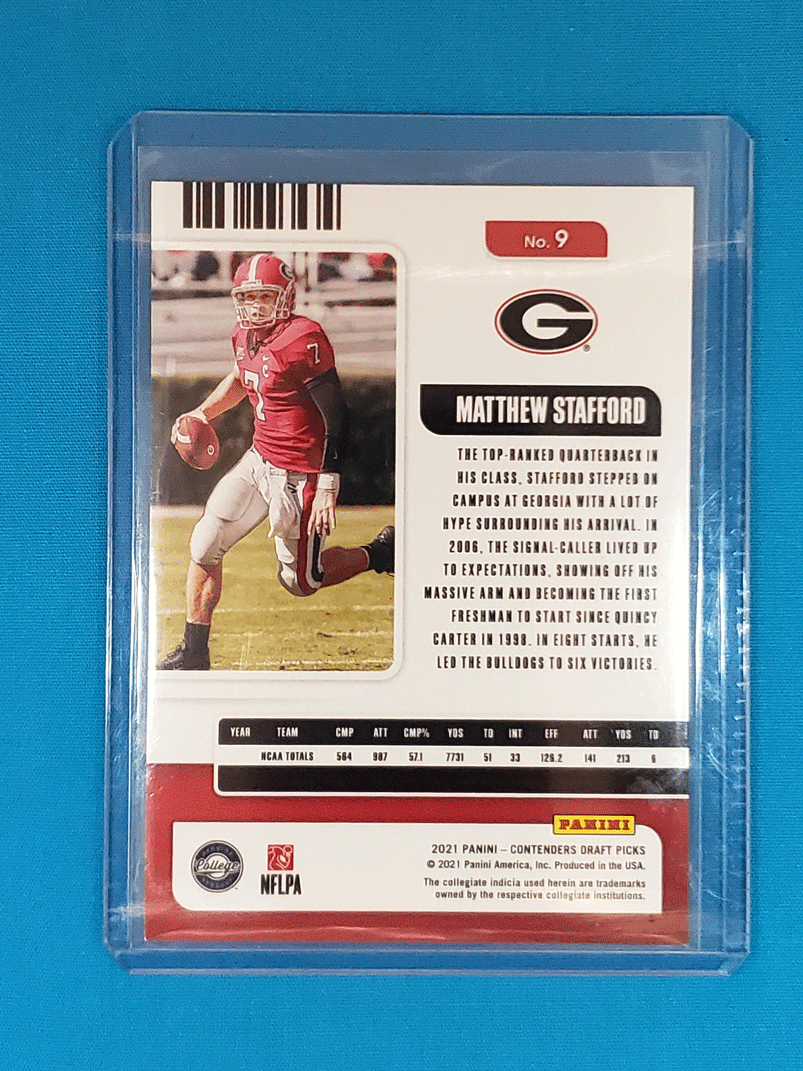 No. 9
G
MATTHEW STAFFORD
THE TOP-RANKED QUARTERBACK IN
HIS CLASS, STAFFORD STEPPED ON
CAMPUS AT GEORGIA WITH A LOT OF
HYPE SURROUNDING HIS ARRIVAL. IN
2006, THE SIGNAL-CALLER LIVED UP
TO EXPECTATIONS, SHOWING OFF HIS
MASSIVE ARM AND BECOMING THE FIRST
FRESHMAN TO START SINCE QUINCY
CARTER IN 1998. IN EIGHT STARTS, HE
LED THE BULLDOGS TO SIX VICTORIES.
7 C
7
YEAR TEAM CMP ATT CMP% YDS TD INT EFF ATT YDS TD
NCAA TOTALS 564 987 57.1 7731 51 33 126.2 141 213 6
PANINI
2021 PANINI – CONTENDERS DRAFT PICKS
© 2021 Panini America, Inc. Produced in the USA.
The collegiate indicia used herein are trademarks
owned by the respective collegiate institutions.
College
NFLPA